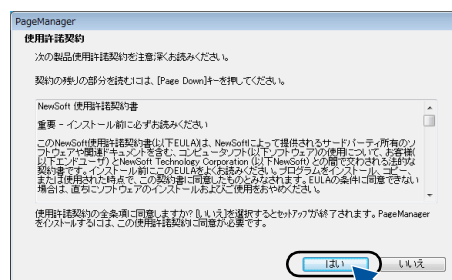 PageManager
使用許諾契約
次の製品使用許諾契約を注意深くお読みください。
契約の残りの部分を読むには、[Page Down]キーを押してください。
NewSoft 使用許諾契約書
重要 - インストール前に必ずお読みください
このNewSoft使用許諾契約書(以下EULA)は、NewSoftによって提供されるサードパーティ所有のソ
フトウェアや関連ドキュメントを含む、コンピュータソフト(以下ソフトウェア)の使用について、お客様(
以下エンドユーザ)とNewSoft Technology Corporation (以下NewSoft) との間で交わされる法的な
契約書です。インストール前にこのEULAをよくお読みください。プログラムをインストール、コピー、
または使用された時点で、この契約書に同意したものとみなされます。EULAの条件に同意できない
場合は、直ちにソフトウェアのインストールおよびご使用をおやめください。
使用許諾契約の全条項に同意しますか? [いいえ]を選択するとセットアップが終了されます。PageManager
をインストールするには、この使用許諾契約に同意が必要です。
はい
いいえ